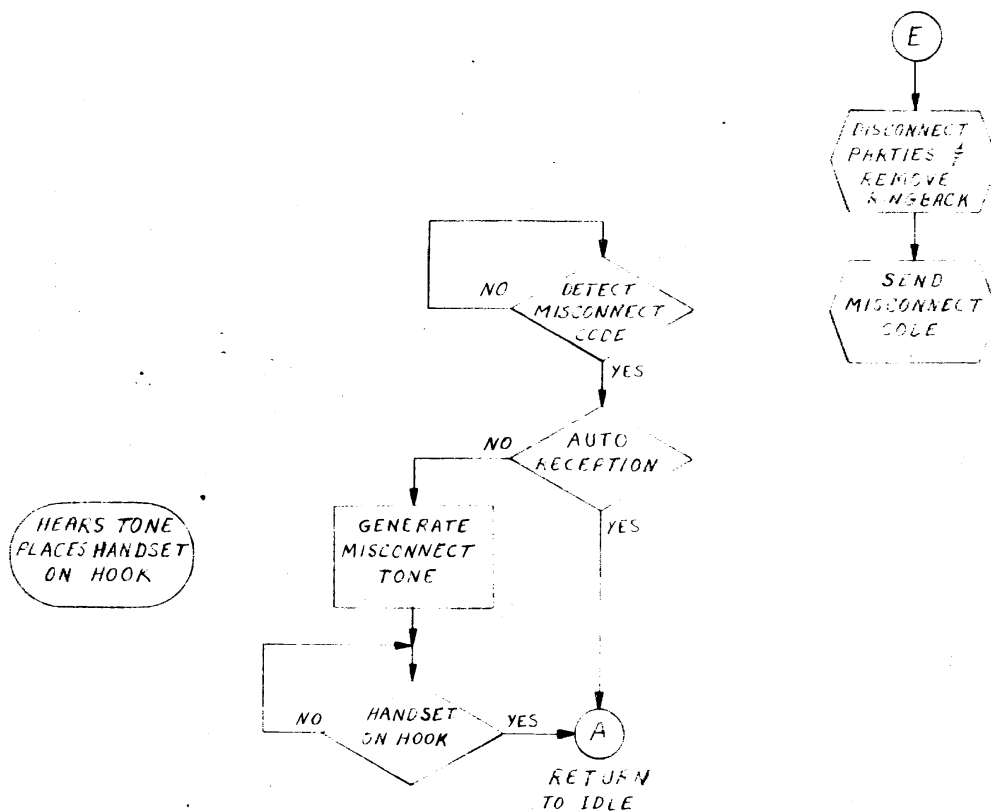 E
DISCONNECT
PARTIES &
REMOVE
RINGBACK
SEND
MISCONNECT
CODE
NO
DETECT
MISCONNECT
CODE
YES
NO
AUTO
RECEPTION
YES
GENERATE
MISCONNECT
TONE
HEARS TONE
PLACES HANDSET
ON HOOK
NO
HANDSET
ON HOOK
YES
A
RETURN
TO IDLE